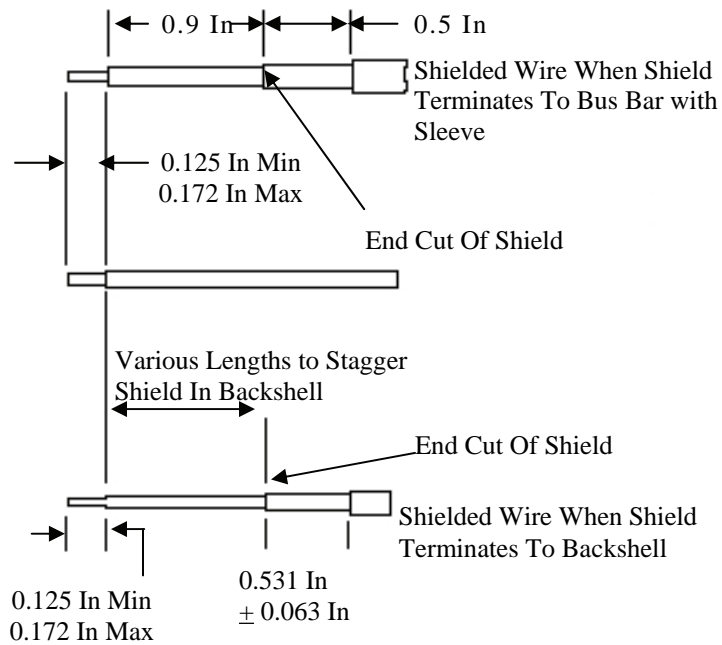 0.9 In
0.5 In
Shielded Wire When Shield
Terminates To Bus Bar with
Sleeve
0.125 In Min
0.172 In Max
End Cut Of Shield
Various Lengths to Stagger
Shield In Backshell
End Cut Of Shield
Shielded Wire When Shield
Terminates To Backshell
0.125 In Min
0.172 In Max
0.531 In
± 0.063 In